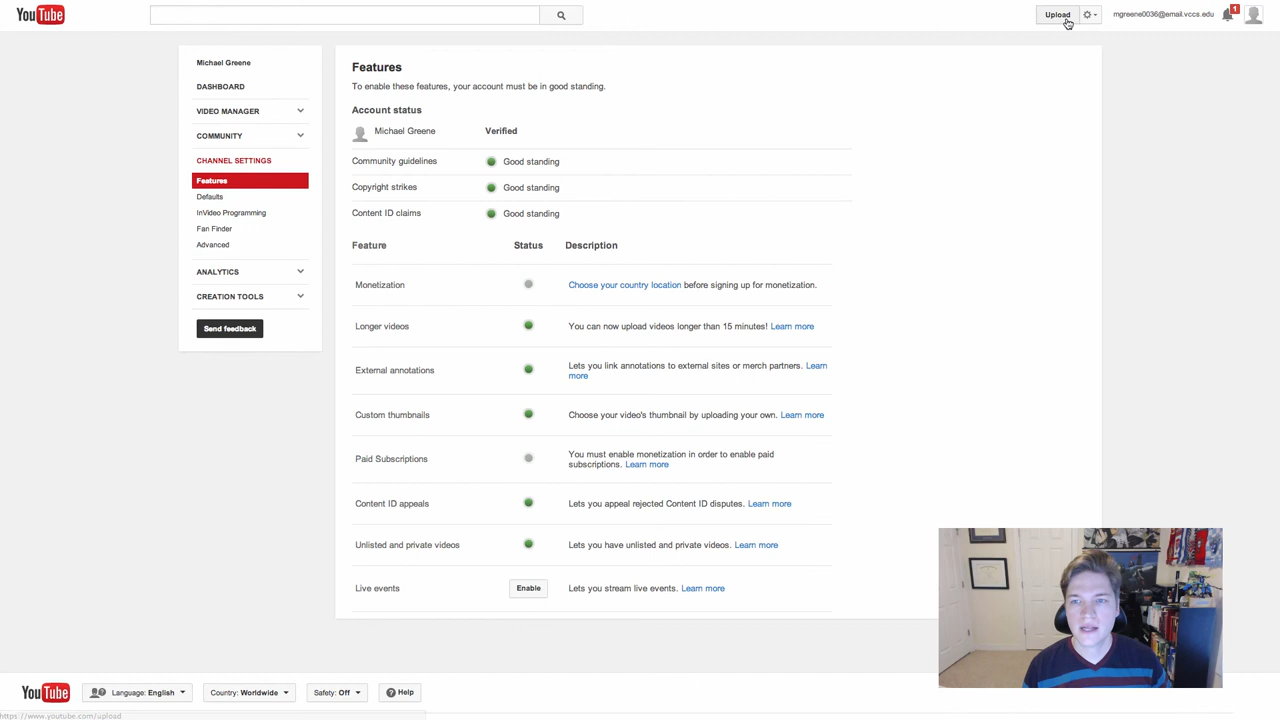 YouTube
Upload
mgreene0036@email.vccs.edu
1
Michael Greene
DASHBOARD
VIDEO MANAGER
COMMUNITY
CHANNEL SETTINGS
Features
Defaults
InVideo Programming
Fan Finder
Advanced
ANALYTICS
CREATION TOOLS
Send feedback
Features
To enable these features, your account must be in good standing.
Account status
Michael Greene Verified
Community guidelines Good standing
Copyright strikes Good standing
Content ID claims Good standing
Feature Status Description
Monetization Choose your country location before signing up for monetization.
Longer videos You can now upload videos longer than 15 minutes! Learn more
External annotations Lets you link annotations to external sites or merch partners. Learn
more
Custom thumbnails Choose your video's thumbnail by uploading your own. Learn more
Paid Subscriptions You must enable monetization in order to enable paid
subscriptions. Learn more
Content ID appeals Lets you appeal rejected Content ID disputes. Learn more
Unlisted and private videos Lets you have unlisted and private videos. Learn more
Live events Enable Lets you stream live events. Learn more
YouTube Language: English Country: Worldwide Safety: Off Help
https://www.youtube.com/upload